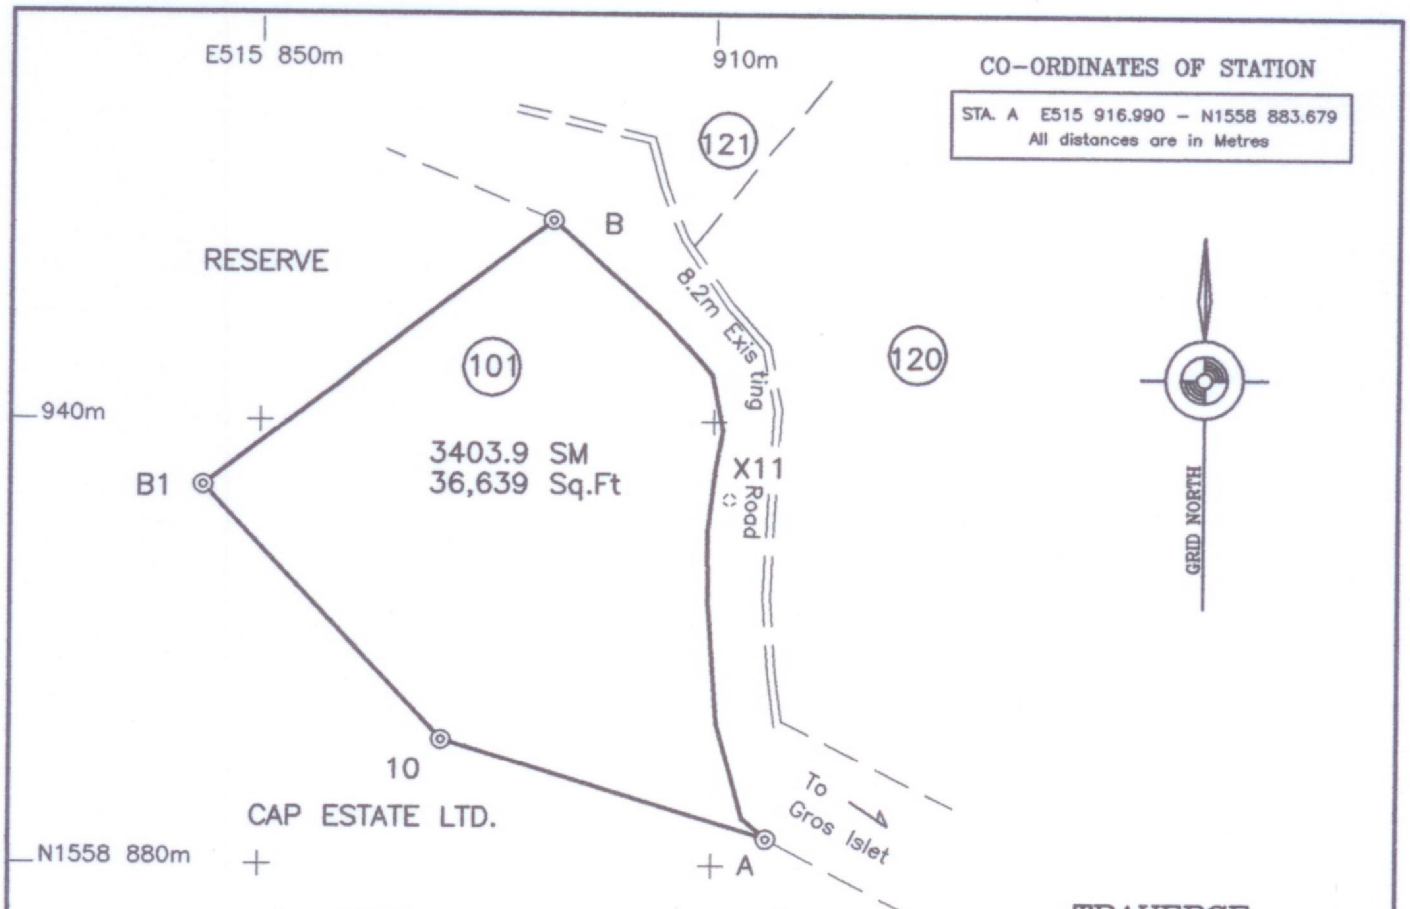 E515 850m
910m
CO-ORDINATES OF STATION
STA. A E515 916.990 - N1558 883.679
All distances are in Metres
121
B
RESERVE
8.2m Existing Road
101
120
940m
3403.9 SM
36,639 Sq.Ft
X11
B1
GRID NORTH
10
CAP ESTATE LTD.
To
Gros Islet
N1558 880m
A
TRAVERSE